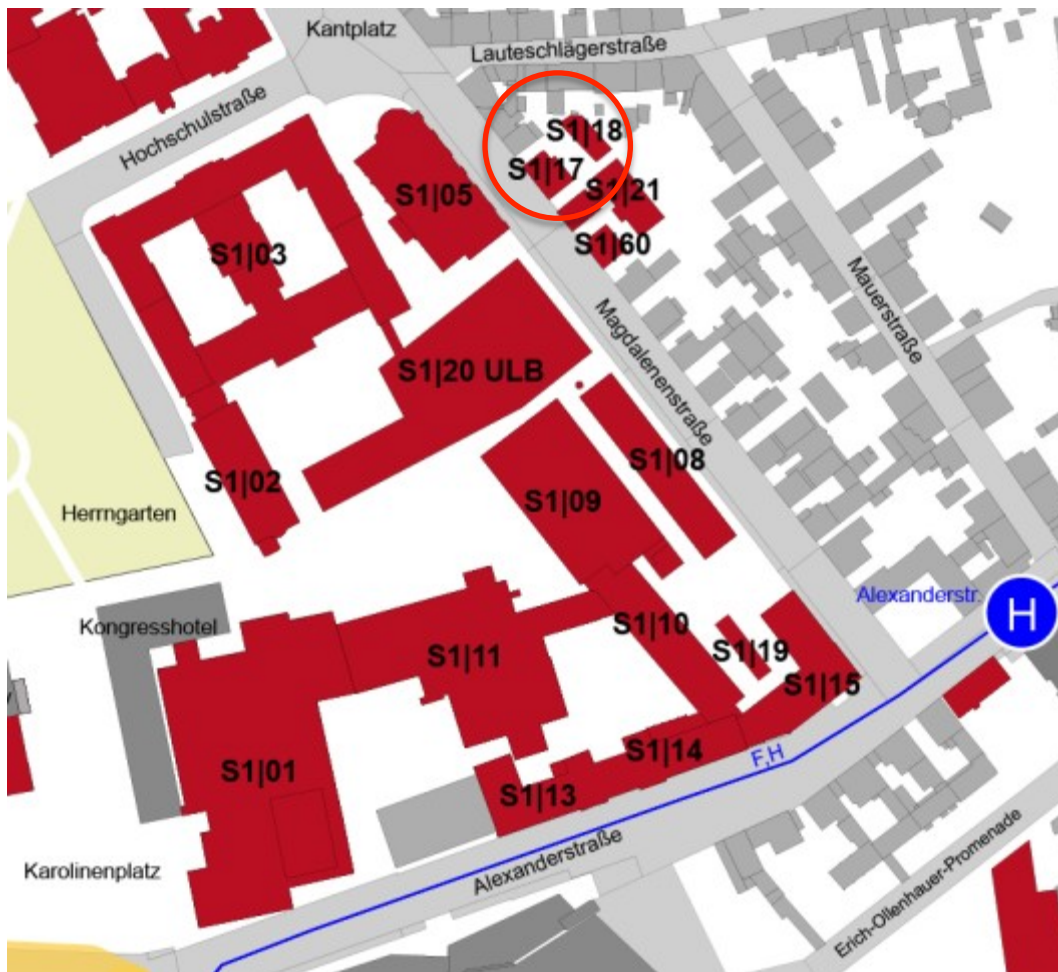 Kantplatz
Lauteschlägerstraße
Hochschulstraße
S1|18
S1|17
S1|05
S1|21
S1|03
S1|60
Mauerstraße
Magdalenenstraße
S1|20 ULB
S1|08
S1|02
S1|09
Herrngarten
Alexanderstr.
H
Kongresshotel
S1|10
S1|11
S1|19
S1|15
S1|14
F,H
S1|01
S1|13
Alexanderstraße
Karolinenplatz
Erich-Ollenhauer-Promenade